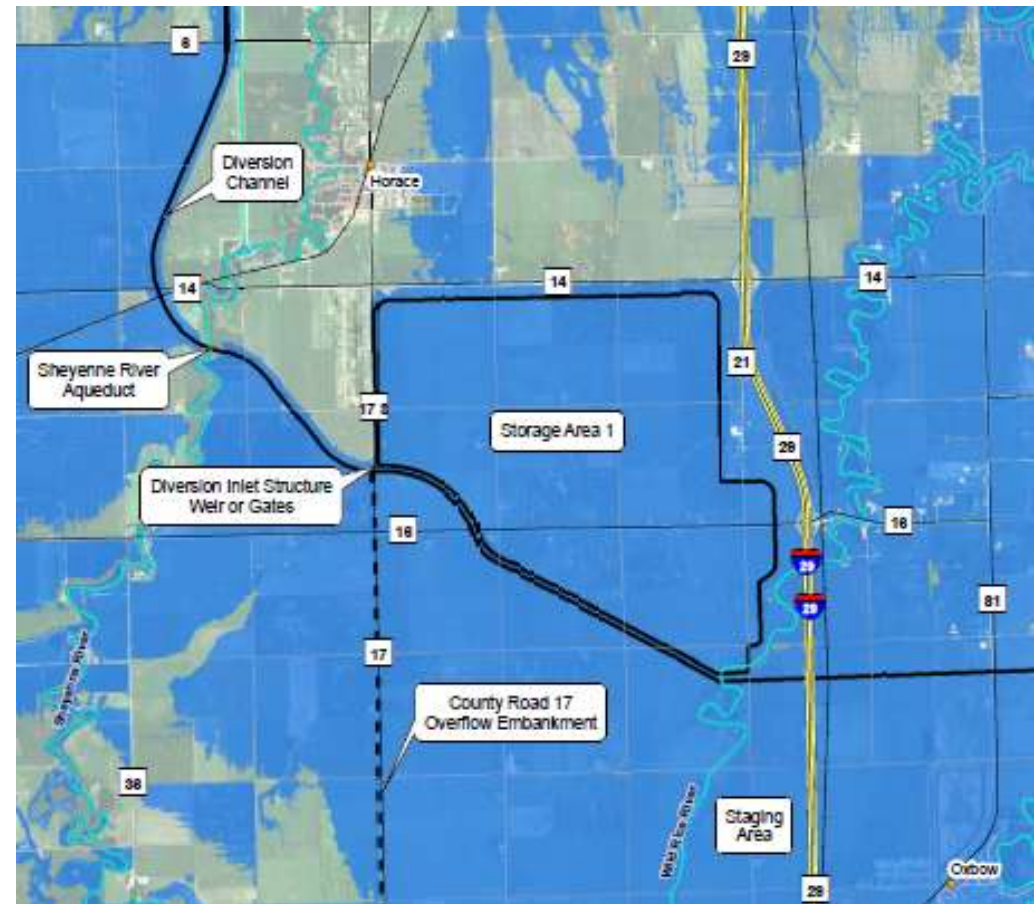 6
29
Diversion
Channel
Horace
14
14
14
Sheyenne River
Aqueduct
21
17
Storage Area 1
29
Diversion Inlet Structure
Weir or Gates
16
16
29
29
81
Sheyenne River
17
County Road 17
Overflow Embankment
36
Wild Rice River
Staging
Area
Oxbow
29